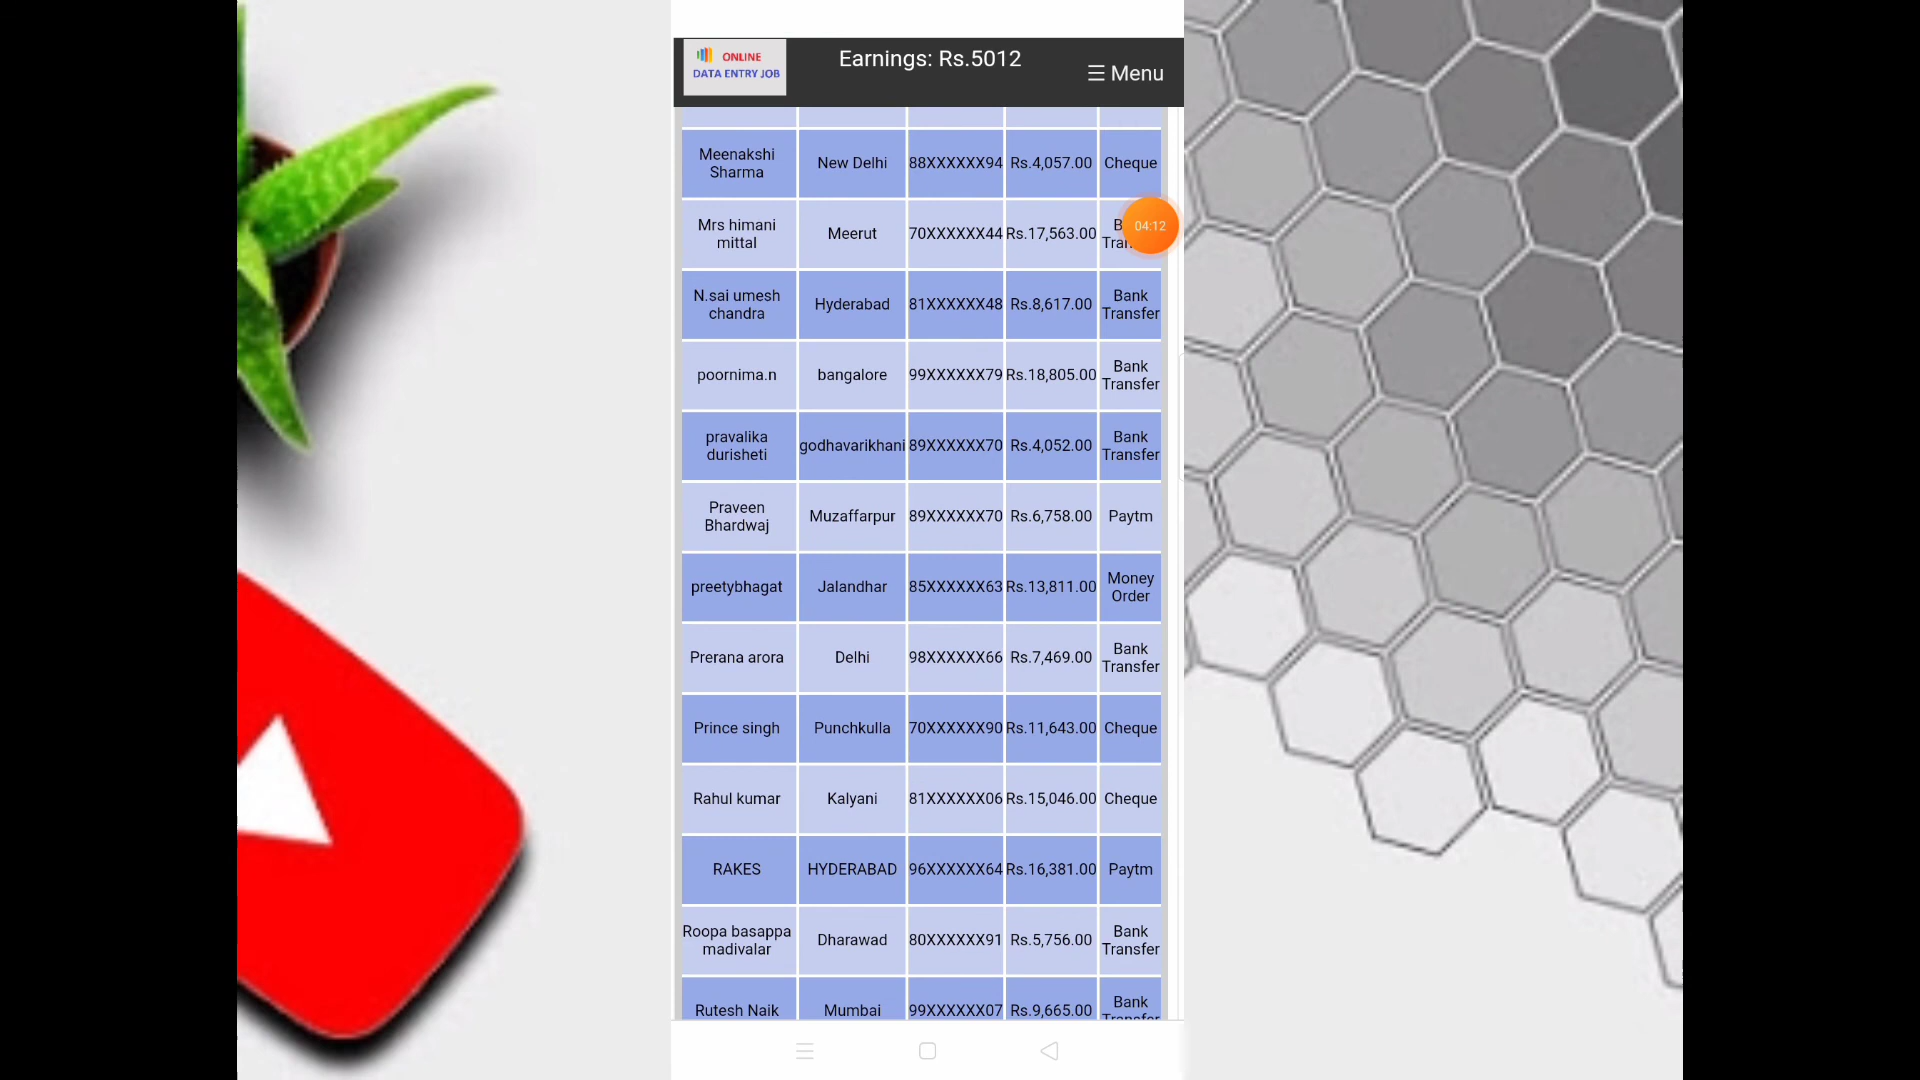 ONLINE
DATA ENTRY JOB
Earnings: Rs.5012
☰ Menu
Meenakshi
Sharma
New Delhi
88XXXXXX94
Rs.4,057.00
Cheque
Mrs himani
mittal
Meerut
70XXXXXX44
Rs.17,563.00
04:12
N.sai umesh
chandra
Hyderabad
81XXXXXX48
Rs.8,617.00
Bank
Transfer
poornima.n
bangalore
99XXXXXX79
Rs.18,805.00
Bank
Transfer
pravalika
durisheti
godhavarikhani
89XXXXXX70
Rs.4,052.00
Bank
Transfer
Praveen
Bhardwaj
Muzaffarpur
89XXXXXX70
Rs.6,758.00
Paytm
preetybhagat
Jalandhar
85XXXXXX63
Rs.13,811.00
Money
Order
Prerana arora
Delhi
98XXXXXX66
Rs.7,469.00
Bank
Transfer
Prince singh
Punchkulla
70XXXXXX90
Rs.11,643.00
Cheque
Rahul kumar
Kalyani
81XXXXXX06
Rs.15,046.00
Cheque
RAKES
HYDERABAD
96XXXXXX64
Rs.16,381.00
Paytm
Roopa basappa
madivalar
Dharawad
80XXXXXX91
Rs.5,756.00
Bank
Transfer
Rutesh Naik
Mumbai
99XXXXXX07
Rs.9,665.00
Bank
Transfer